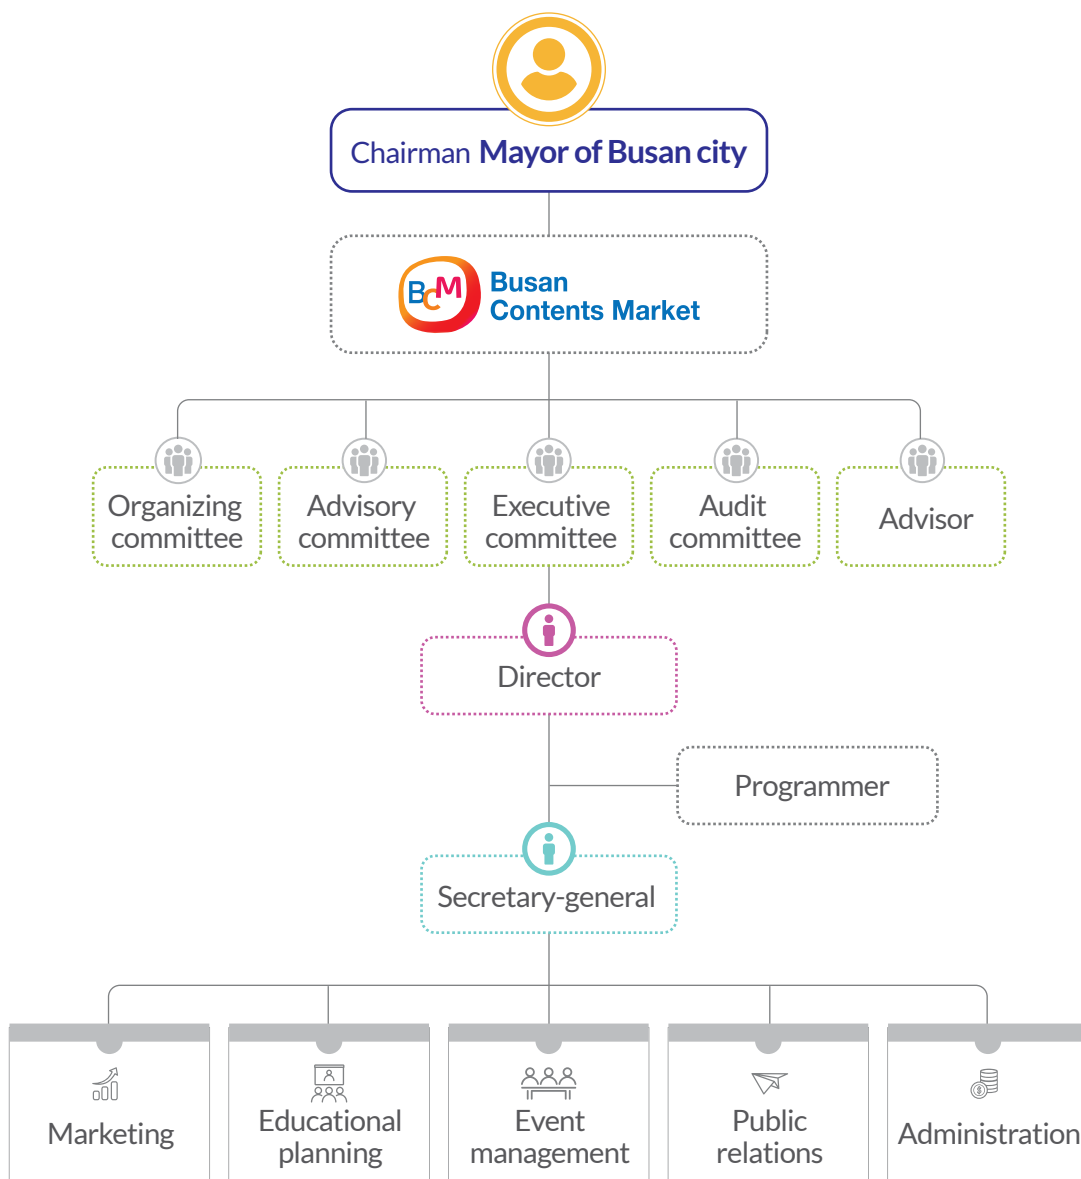 Chairman Mayor of Busan city
BCM
Busan
Contents Market
Organizing
committee
Advisory
committee
Executive
committee
Audit
committee
Advisor
Director
Programmer
Secretary-general
Marketing
Educational
planning
Event
management
Public
relations
$
Administration